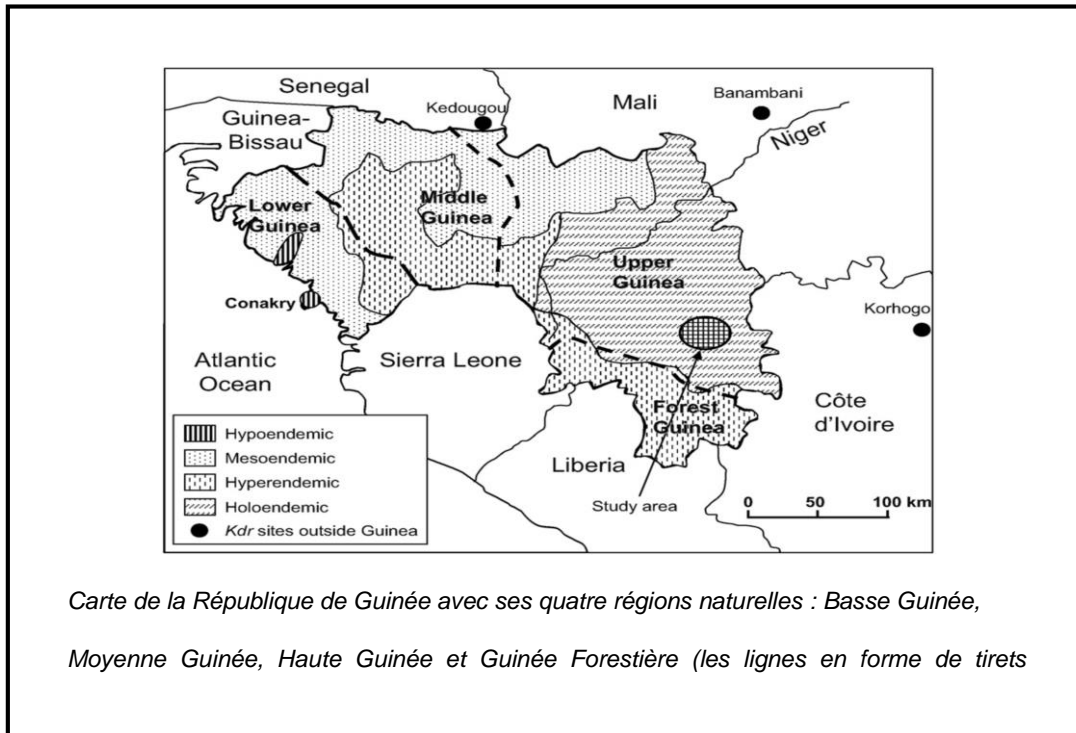 Senegal
Mali
Banambani
Kedougou
Guinea-
Bissau
Niger
Middle
Guinea
Lower
Guinea
Upper
Guinea
Conakry
Korhogo
Atlantic
Ocean
Sierra Leone
Forest
Guinea
Côte
d'Ivoire
Liberia
Study area
Hypoendemic
Mesoendemic
Hyperendemic
Holoendemic
Kdr sites outside Guinea
0 50 100 km
Carte de la République de Guinée avec ses quatre régions naturelles : Basse Guinée,
Moyenne Guinée, Haute Guinée et Guinée Forestière (les lignes en forme de tirets